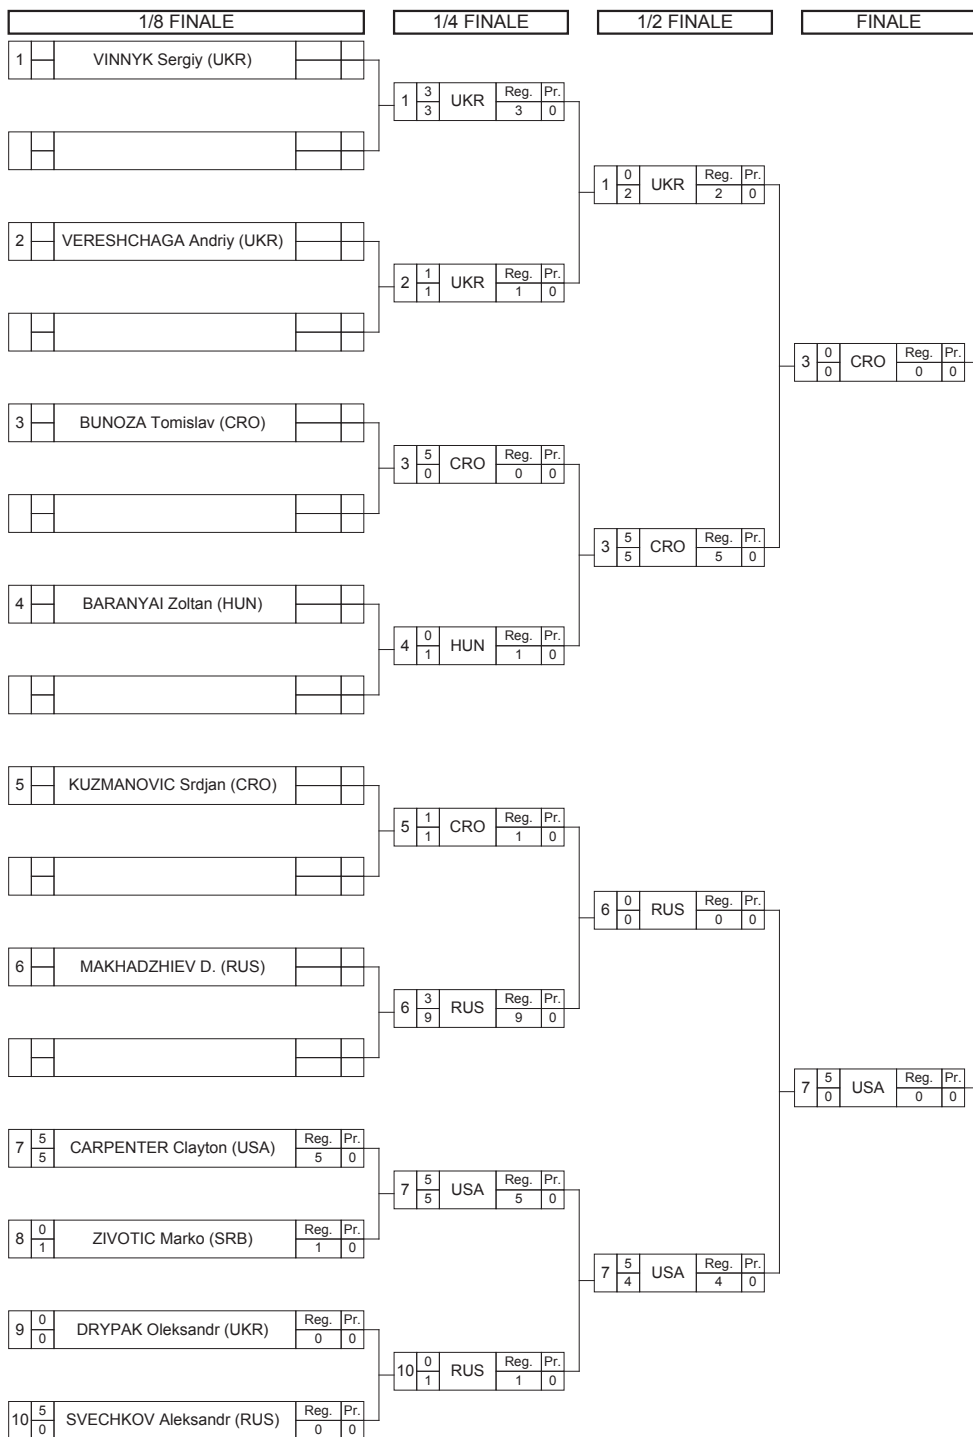 1/8 FINALE 1/4 FINALE 1/2 FINALE FINALE
1 VINNYK Sergiy (UKR)
1 3 3 UKR Reg. Pr. 3 0
1 0 2 UKR Reg. Pr. 2 0
2 VERESHCHAGA Andriy (UKR)
2 1 1 UKR Reg. Pr. 1 0
3 0 0 CRO Reg. Pr. 0 0
3 BUNOZA Tomislav (CRO)
3 5 0 CRO Reg. Pr. 0 0
3 5 5 CRO Reg. Pr. 5 0
4 BARANYAI Zoltan (HUN)
4 0 1 HUN Reg. Pr. 1 0
5 KUZMANOVIC Srdjan (CRO)
5 1 1 CRO Reg. Pr. 1 0
6 0 0 RUS Reg. Pr. 0 0
6 MAKHADZHIEV D. (RUS)
6 3 9 RUS Reg. Pr. 9 0
7 5 0 USA Reg. Pr. 0 0
7 5 5 CARPENTER Clayton (USA) Reg. Pr. 5 0
7 5 5 USA Reg. Pr. 5 0
8 0 1 ZIVOTIC Marko (SRB) Reg. Pr. 1 0
7 5 4 USA Reg. Pr. 4 0
9 0 0 DRYPAK Oleksandr (UKR) Reg. Pr. 0 0
10 0 1 RUS Reg. Pr. 1 0
10 5 0 SVECHKOV Aleksandr (RUS) Reg. Pr. 0 0